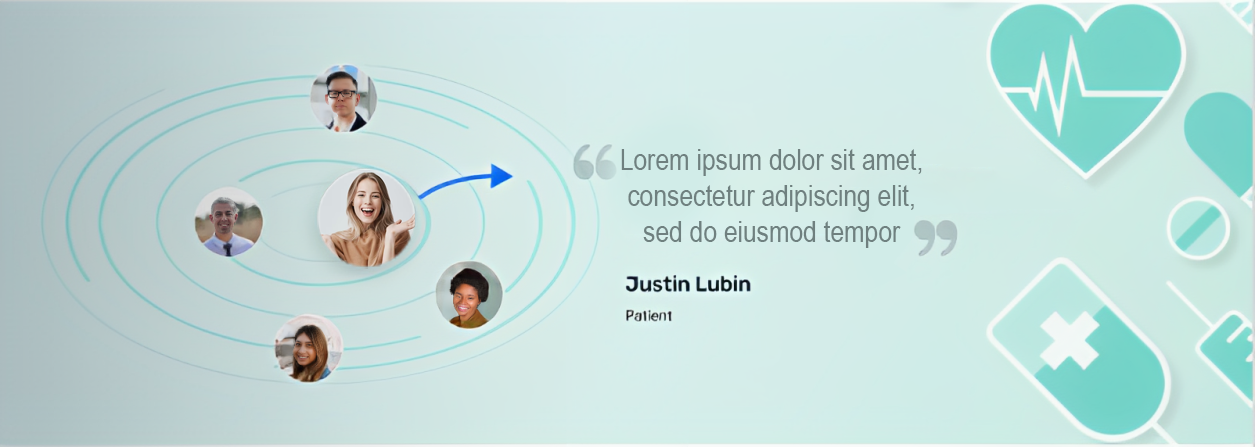 “Lorem ipsum dolor sit amet,
consectetur adipiscing elit,
sed do eiusmod tempor”
Justin Lubin
Patient